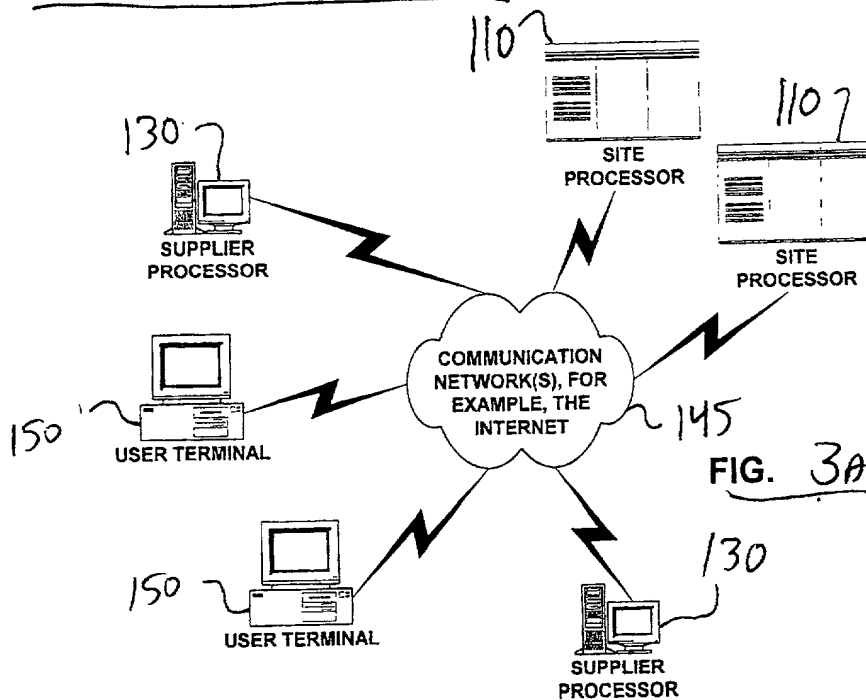 110
110
130
SITE
PROCESSOR
SUPPLIER
PROCESSOR
SITE
PROCESSOR
COMMUNICATION
NETWORK(S), FOR
EXAMPLE, THE
INTERNET
150
USER TERMINAL
145
FIG. 3A
150
USER TERMINAL
130
SUPPLIER
PROCESSOR